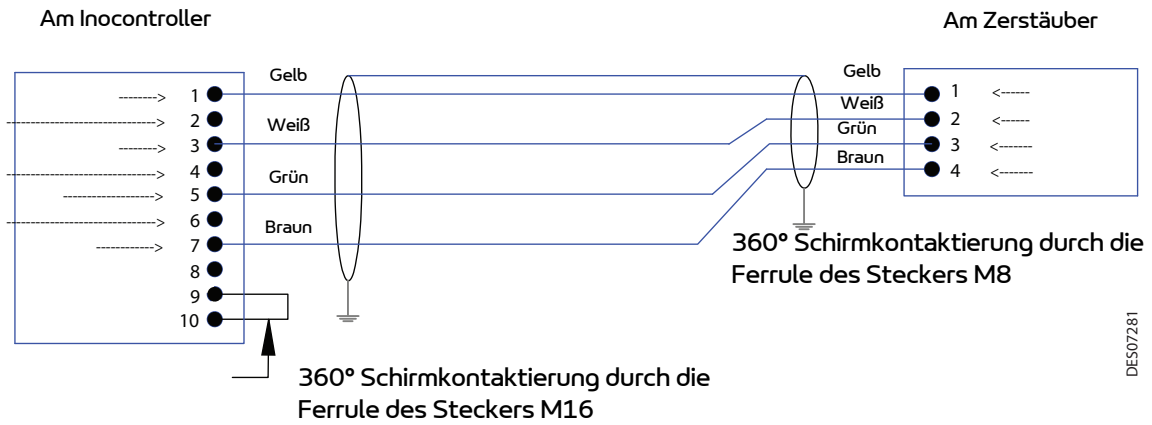 Am Inocontroller
Am Zerstäuber
Gelb
Gelb
1
1
2
Weiß
Weiß
2
3
Grün
3
4
Grün
Braun
4
5
6
Braun
7
8
9
10
360° Schirmkontaktierung durch die
Ferrule des Steckers M8
360° Schirmkontaktierung durch die
Ferrule des Steckers M16
DES07281